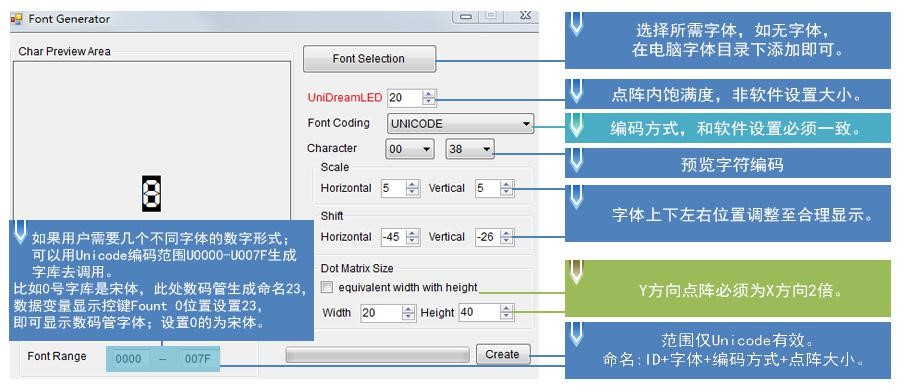 Font Generator
Char Preview Area
8
Font Selection
UniDreamLED 20
Font Coding UNICODE
Character 00 38
Scale
Horizontal 5 Vertical 5
Shift
Horizontal -45 Vertical -26
Dot Matrix Size
equivalent width with height
Width 20 Height 40
Font Range 0000 -- 007F
Create
如果用户需要几个不同字体的数字形式;
可以用Unicode编码范围U0000-U007F生成
字库去调用。
比如0号字库是宋体，此处数码管生成命名23,
数据变量显示控键Fount 0位置设置23,
即可显示数码管字体；设置0的为宋体。
选择所需字体，如无字体，
在电脑字体目录下添加即可。
点阵内饱满度，非软件设置大小。
编码方式，和软件设置必须一致。
预览字符编码
字体上下左右位置调整至合理显示。
Y方向点阵必须为X方向2倍。
范围仅Unicode有效。
命名:ID+字体+编码方式+点阵大小。